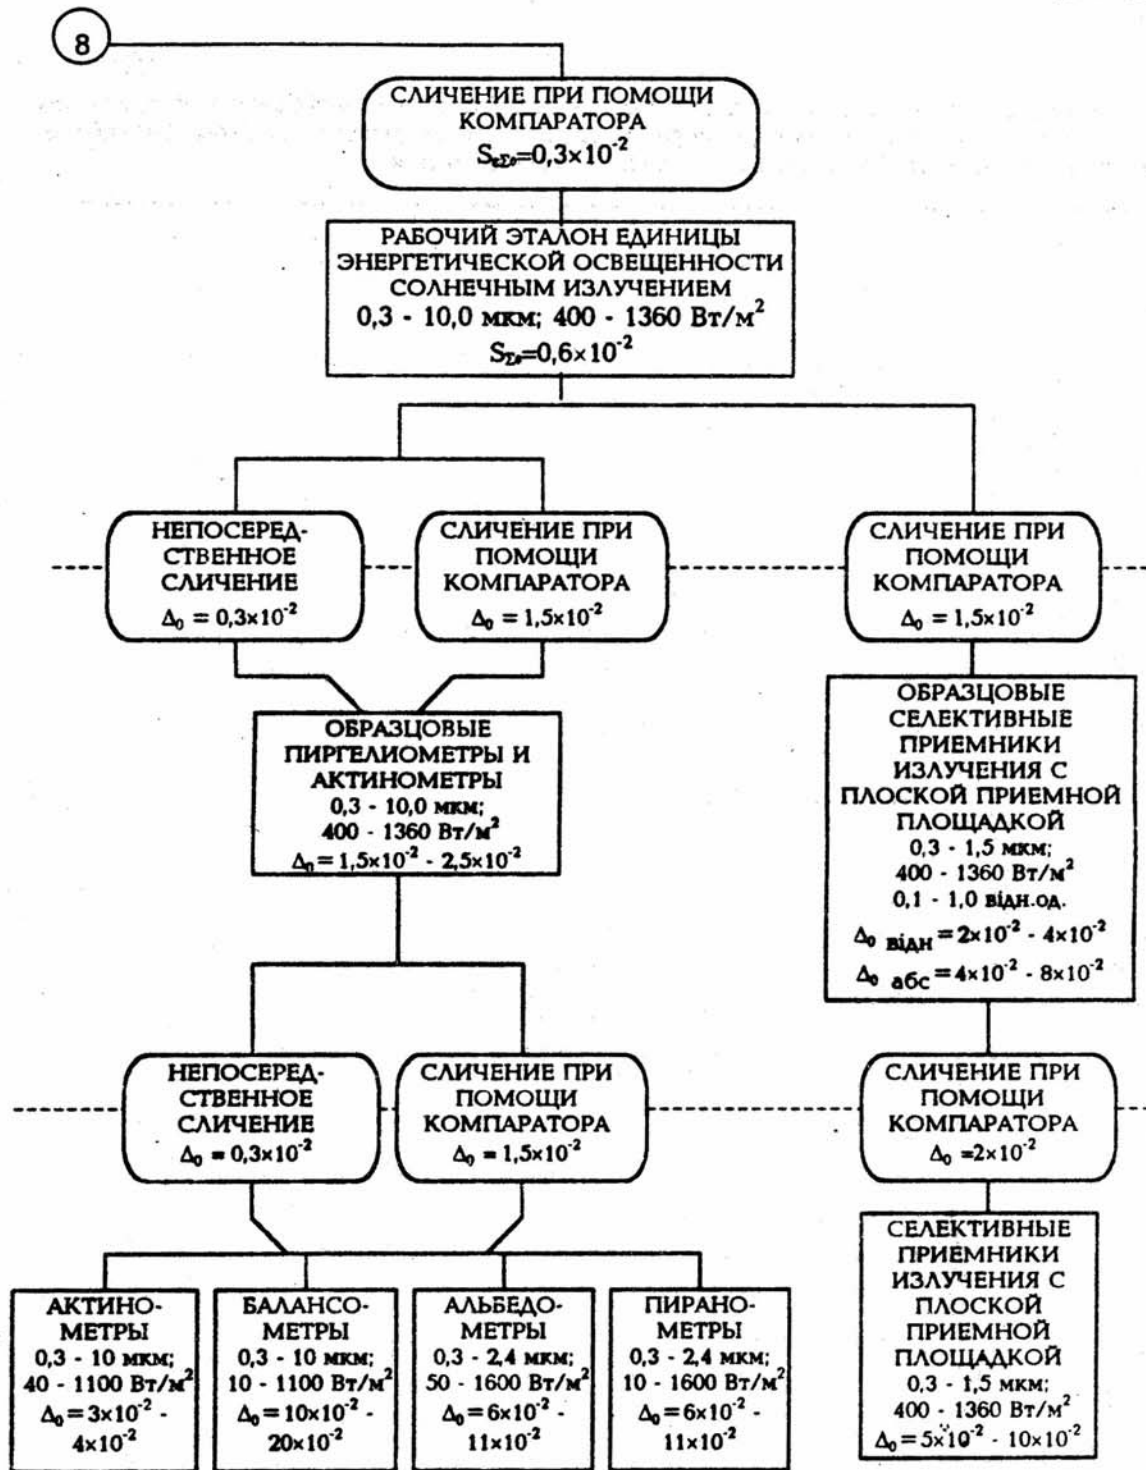 8
СЛИЧЕНИЕ ПРИ ПОМОЩИ
КОМПАРАТОРА
S_eΣ₀=0,3×10⁻²
РАБОЧИЙ ЭТАЛОН ЕДИНИЦЫ
ЭНЕРГЕТИЧЕСКОЙ ОСВЕЩЕННОСТИ
СОЛНЕЧНЫМ ИЗЛУЧЕНИЕМ
0,3 - 10,0 мкм; 400 - 1360 Вт/м²
S_Σ₀=0,6×10⁻²
НЕПОСЕРЕД-
СТВЕННОЕ
СЛИЧЕНИЕ
Δ₀ = 0,3×10⁻²
СЛИЧЕНИЕ ПРИ
ПОМОЩИ
КОМПАРАТОРА
Δ₀ = 1,5×10⁻²
СЛИЧЕНИЕ ПРИ
ПОМОЩИ
КОМПАРАТОРА
Δ₀ = 1,5×10⁻²
ОБРАЗЦОВЫЕ
ПИРГЕЛИОМЕТРЫ И
АКТИНОМЕТРЫ
0,3 - 10,0 мкм;
400 - 1360 Вт/м²
Δ₀ = 1,5×10⁻² - 2,5×10⁻²
ОБРАЗЦОВЫЕ
СЕЛЕКТИВНЫЕ
ПРИЕМНИКИ
ИЗЛУЧЕНИЯ С
ПЛОСКОЙ ПРИЕМНОЙ
ПЛОЩАДКОЙ
0,3 - 1,5 мкм;
400 - 1360 Вт/м²
0,1 - 1,0 відн.од.
Δ₀ відн = 2×10⁻² - 4×10⁻²
Δ₀ абс = 4×10⁻² - 8×10⁻²
НЕПОСЕРЕД-
СТВЕННОЕ
СЛИЧЕНИЕ
Δ₀ = 0,3×10⁻²
СЛИЧЕНИЕ ПРИ
ПОМОЩИ
КОМПАРАТОРА
Δ₀ = 1,5×10⁻²
СЛИЧЕНИЕ ПРИ
ПОМОЩИ
КОМПАРАТОРА
Δ₀ =2×10⁻²
АКТИНО-
МЕТРЫ
0,3 - 10 мкм;
40 - 1100 Вт/м²
Δ₀ = 3×10⁻² -
4×10⁻²
БАЛАНСО-
МЕТРЫ
0,3 - 10 мкм;
10 - 1100 Вт/м²
Δ₀ = 10×10⁻² -
20×10⁻²
АЛЬБЕДО-
МЕТРЫ
0,3 - 2,4 мкм;
50 - 1600 Вт/м²
Δ₀ = 6×10⁻² -
11×10⁻²
ПИРАНО-
МЕТРЫ
0,3 - 2,4 мкм;
10 - 1600 Вт/м²
Δ₀ = 6×10⁻² -
11×10⁻²
СЕЛЕКТИВНЫЕ
ПРИЕМНИКИ
ИЗЛУЧЕНИЯ С
ПЛОСКОЙ
ПРИЕМНОЙ
ПЛОЩАДКОЙ
0,3 - 1,5 мкм;
400 - 1360 Вт/м²
Δ₀ = 5×10⁻² - 10×10⁻²